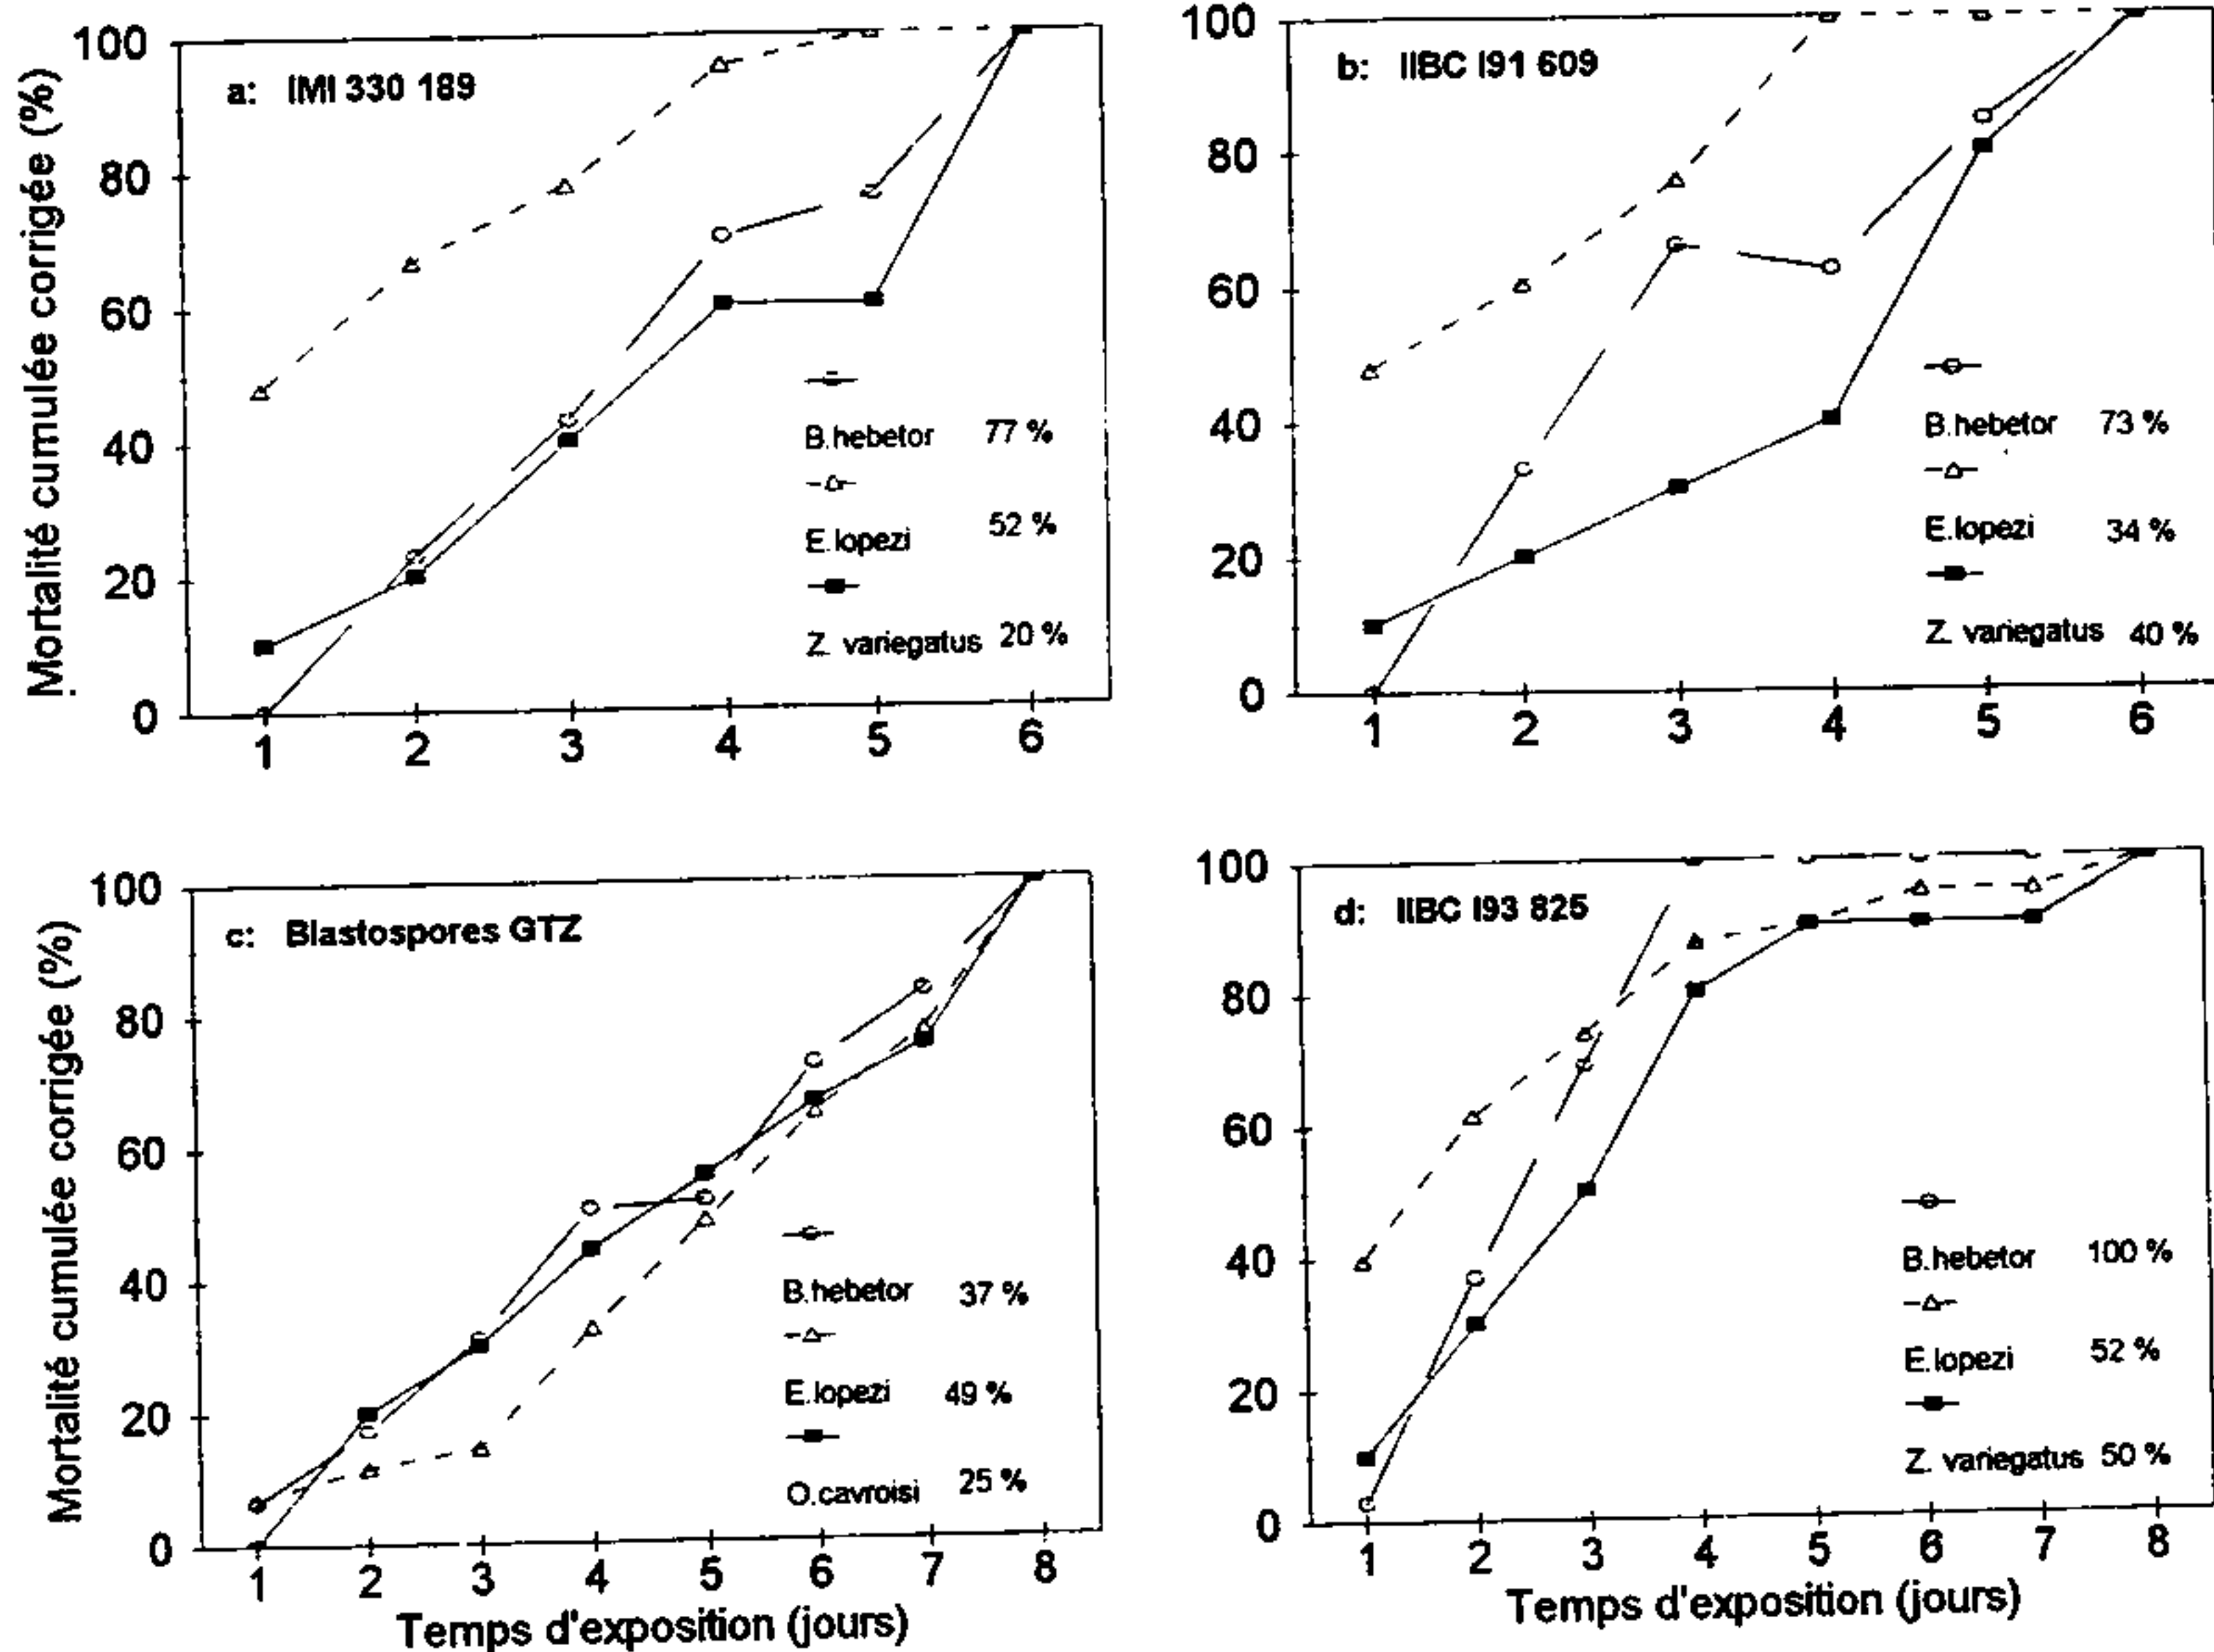 Mortalité cumulée corrigée (%)
100
80
60
40
20
0
a: IMI 330 189
B.hebetor 77 %
E.lopezi 52 %
Z. variegatus 20 %
1 2 3 4 5 6
100
80
60
40
20
0
b: IIBC I91 609
B.hebetor 73 %
E.lopezi 34 %
Z. variegatus 40 %
1 2 3 4 5 6
Mortalité cumulée corrigée (%)
100
80
60
40
20
0
c: Blastospores GTZ
B.hebetor 37 %
E.lopezi 49 %
O.cavroisi 25 %
1 2 3 4 5 6 7 8
Temps d'exposition (jours)
100
80
60
40
20
0
d: IIBC I93 825
B.hebetor 100 %
E.lopezi 52 %
Z. variegatus 50 %
1 2 3 4 5 6 7 8
Temps d'exposition (jours)